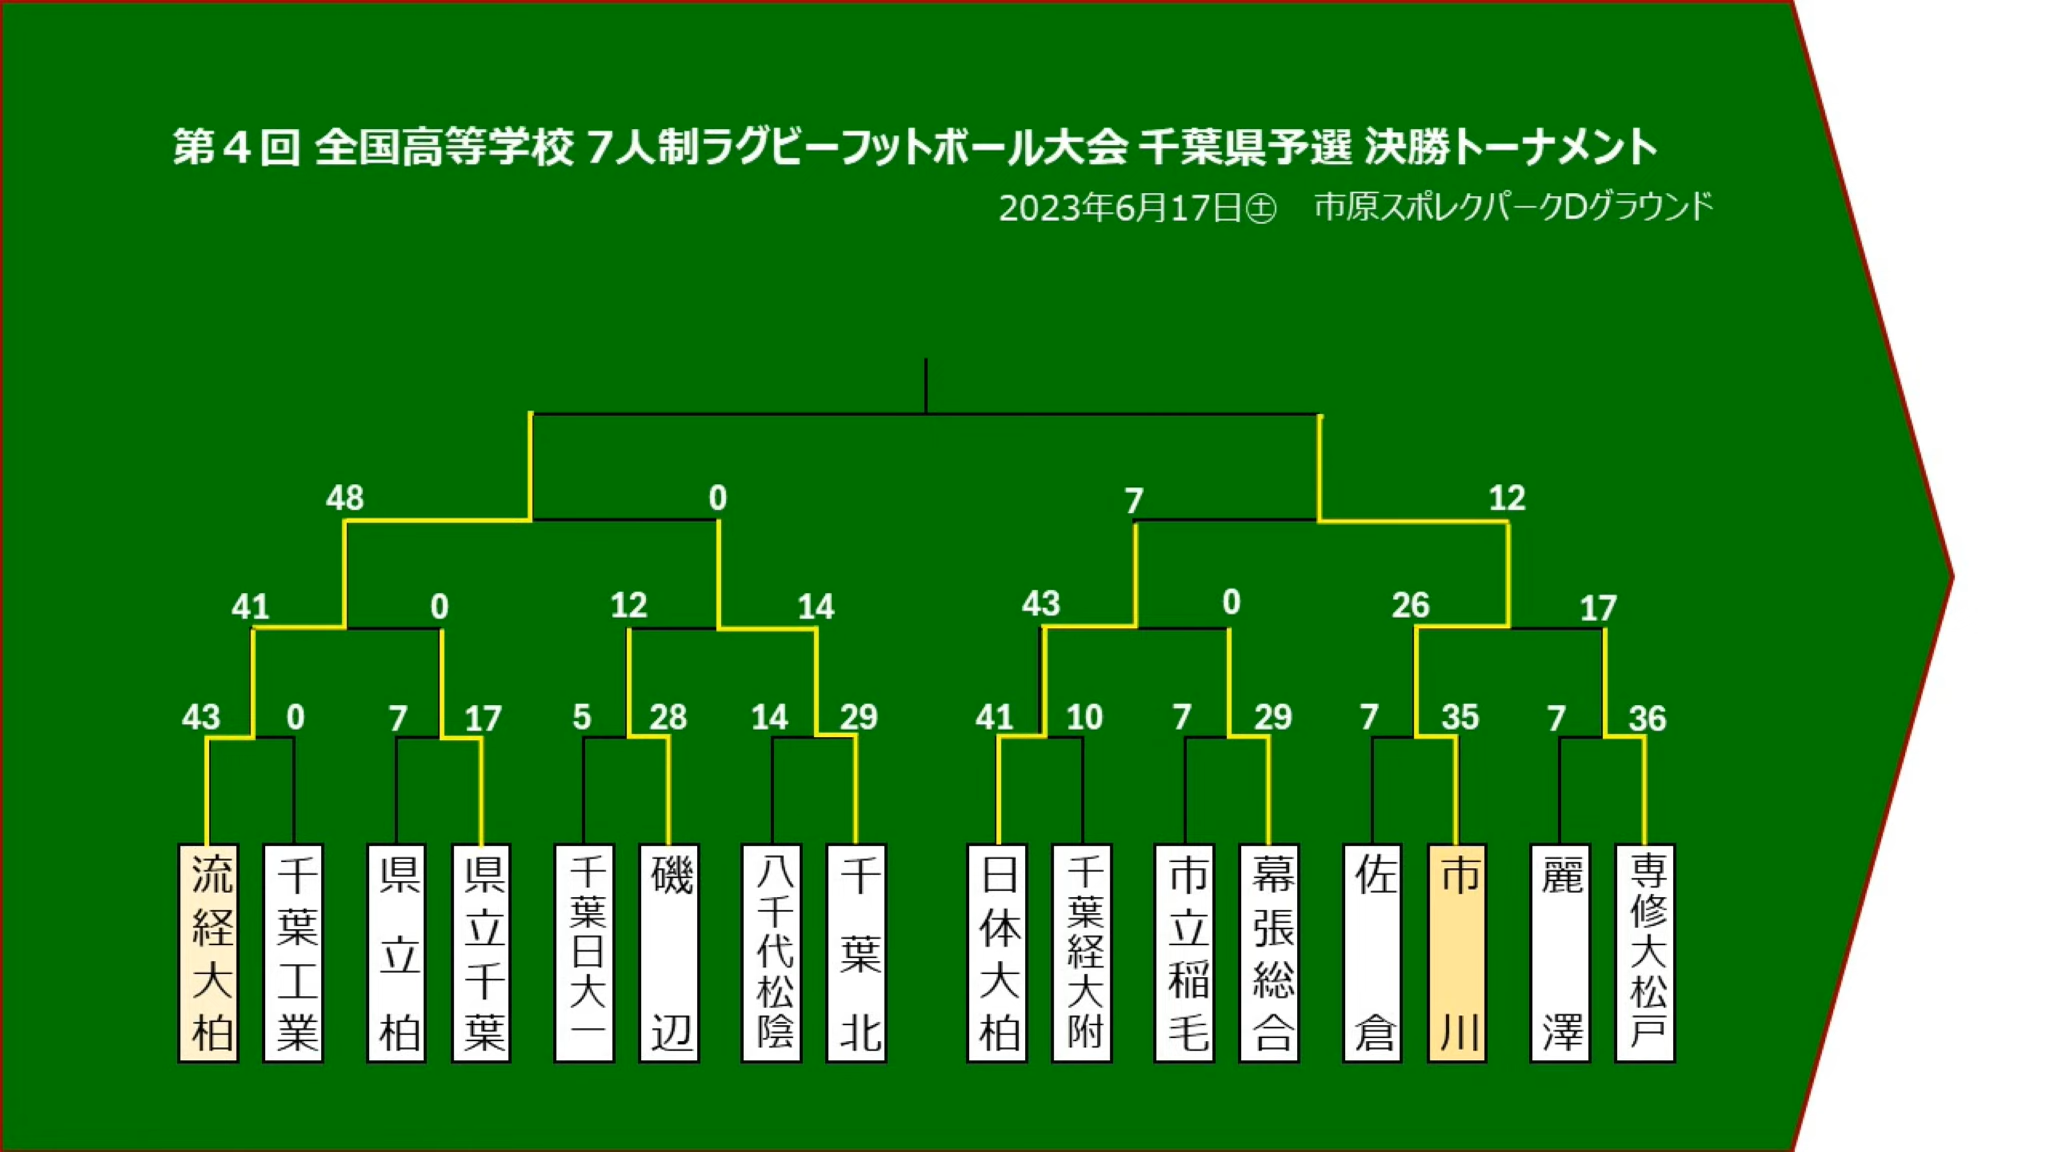 第４回 全国高等学校 7人制ラグビーフットボール大会 千葉県予選 決勝トーナメント
2023年6月17日㊏　市原スポレクパークDグラウンド
48 0 7 12
41 0 12 14 43 0 26 17
43 0 7 17 5 28 14 29 41 10 7 29 7 35 7 36
流経大柏
千葉工業
県立柏
県立千葉
千葉日大一
磯辺
八千代松陰
千葉北
日体大柏
千葉経大附
市立稲毛
幕張総合
佐倉
市川
麗澤
専修大松戸